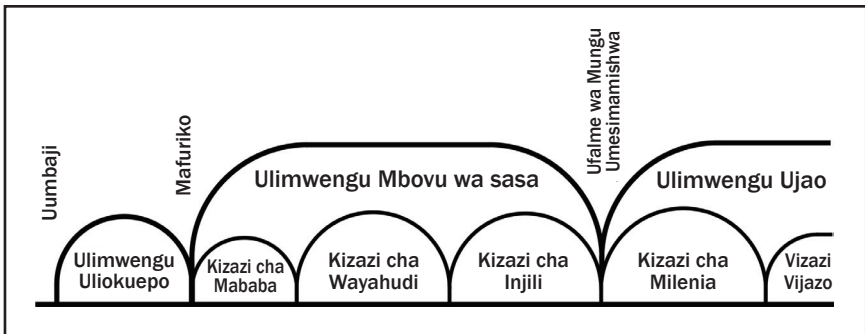 Uumbaji
Mafuriko
Ufalme wa Mungu
Umesimamishwa
Ulimwengu Mbovu wa sasa
Ulimwengu Ujao
Ulimwengu
Uliokuepo
Kizazi cha
Mababa
Kizazi cha
Wayahudi
Kizazi cha
Injili
Kizazi cha
Milenia
Vizazi
Vijazo